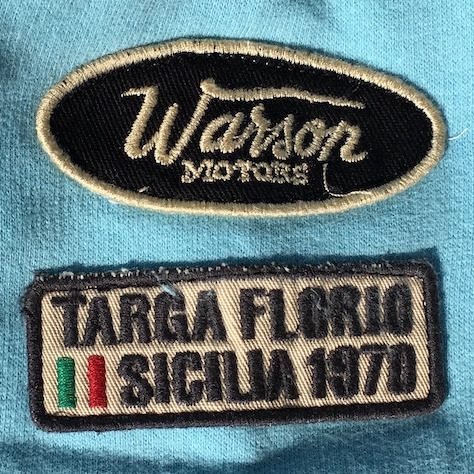 Warson
MOTORS
TARGA FLORIO
SICILIA 1970